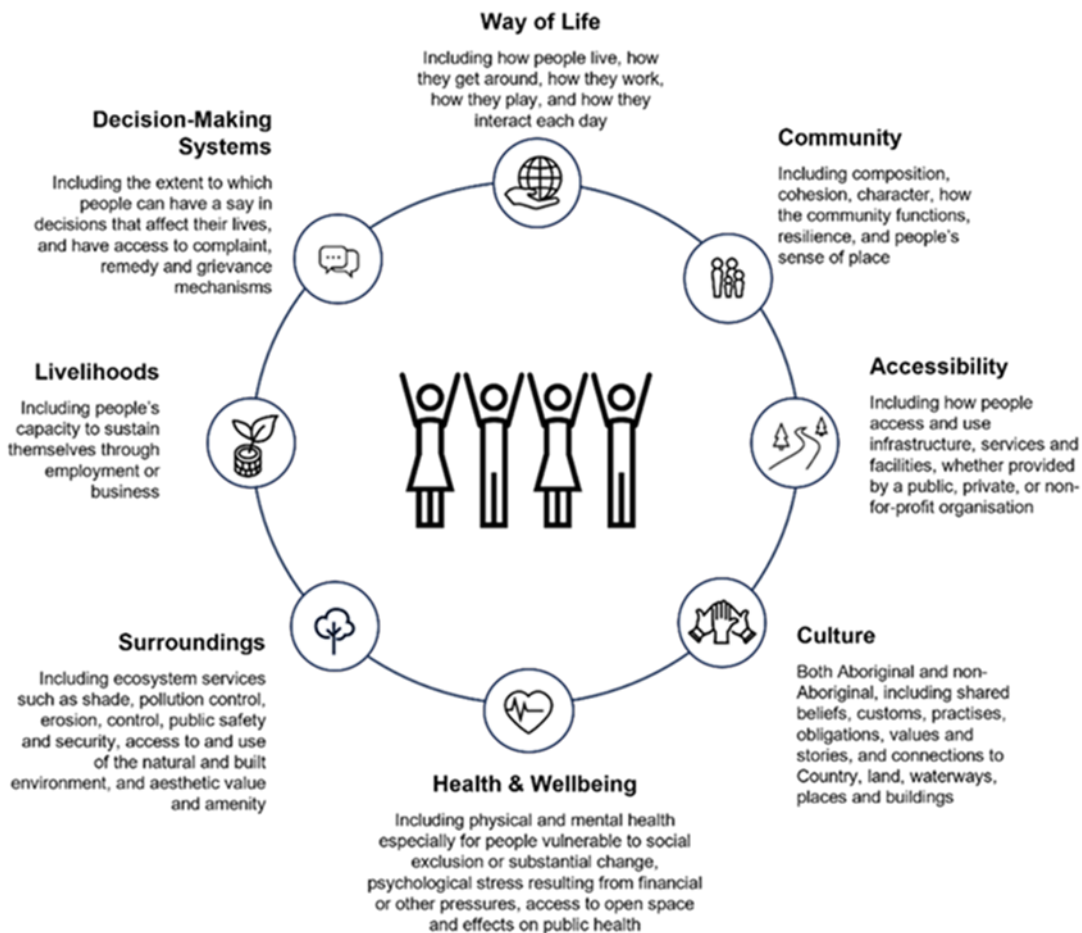 Way of Life
Including how people live, how
they get around, how they work,
how they play, and how they
interact each day
Community
Including composition,
cohesion, character, how
the community functions,
resilience, and people's
sense of place
Accessibility
Including how people
access and use
infrastructure, services and
facilities, whether provided
by a public, private, or non-
for-profit organisation
Culture
Both Aboriginal and non-
Aboriginal, including shared
beliefs, customs, practises,
obligations, values and
stories, and connections to
Country, land, waterways,
places and buildings
Health & Wellbeing
Including physical and mental health
especially for people vulnerable to social
exclusion or substantial change,
psychological stress resulting from financial
or other pressures, access to open space
and effects on public health
Surroundings
Including ecosystem services
such as shade, pollution control,
erosion, control, public safety
and security, access to and use
of the natural and built
environment, and aesthetic value
and amenity
Livelihoods
Including people's
capacity to sustain
themselves through
employment or
business
Decision-Making
Systems
Including the extent to which
people can have a say in
decisions that affect their lives,
and have access to complaint,
remedy and grievance
mechanisms